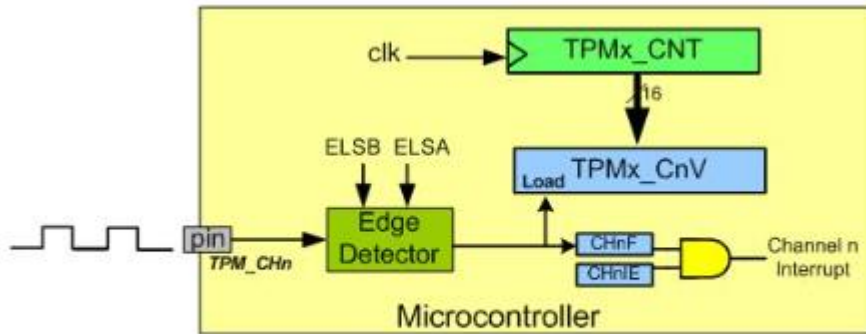 clk
TPMx_CNT
16
ELSB ELSA
Load TPMx_CnV
Edge
Detector
pin
TPM_CHn
CHnF
CHnIE
Channel n
Interrupt
Microcontroller